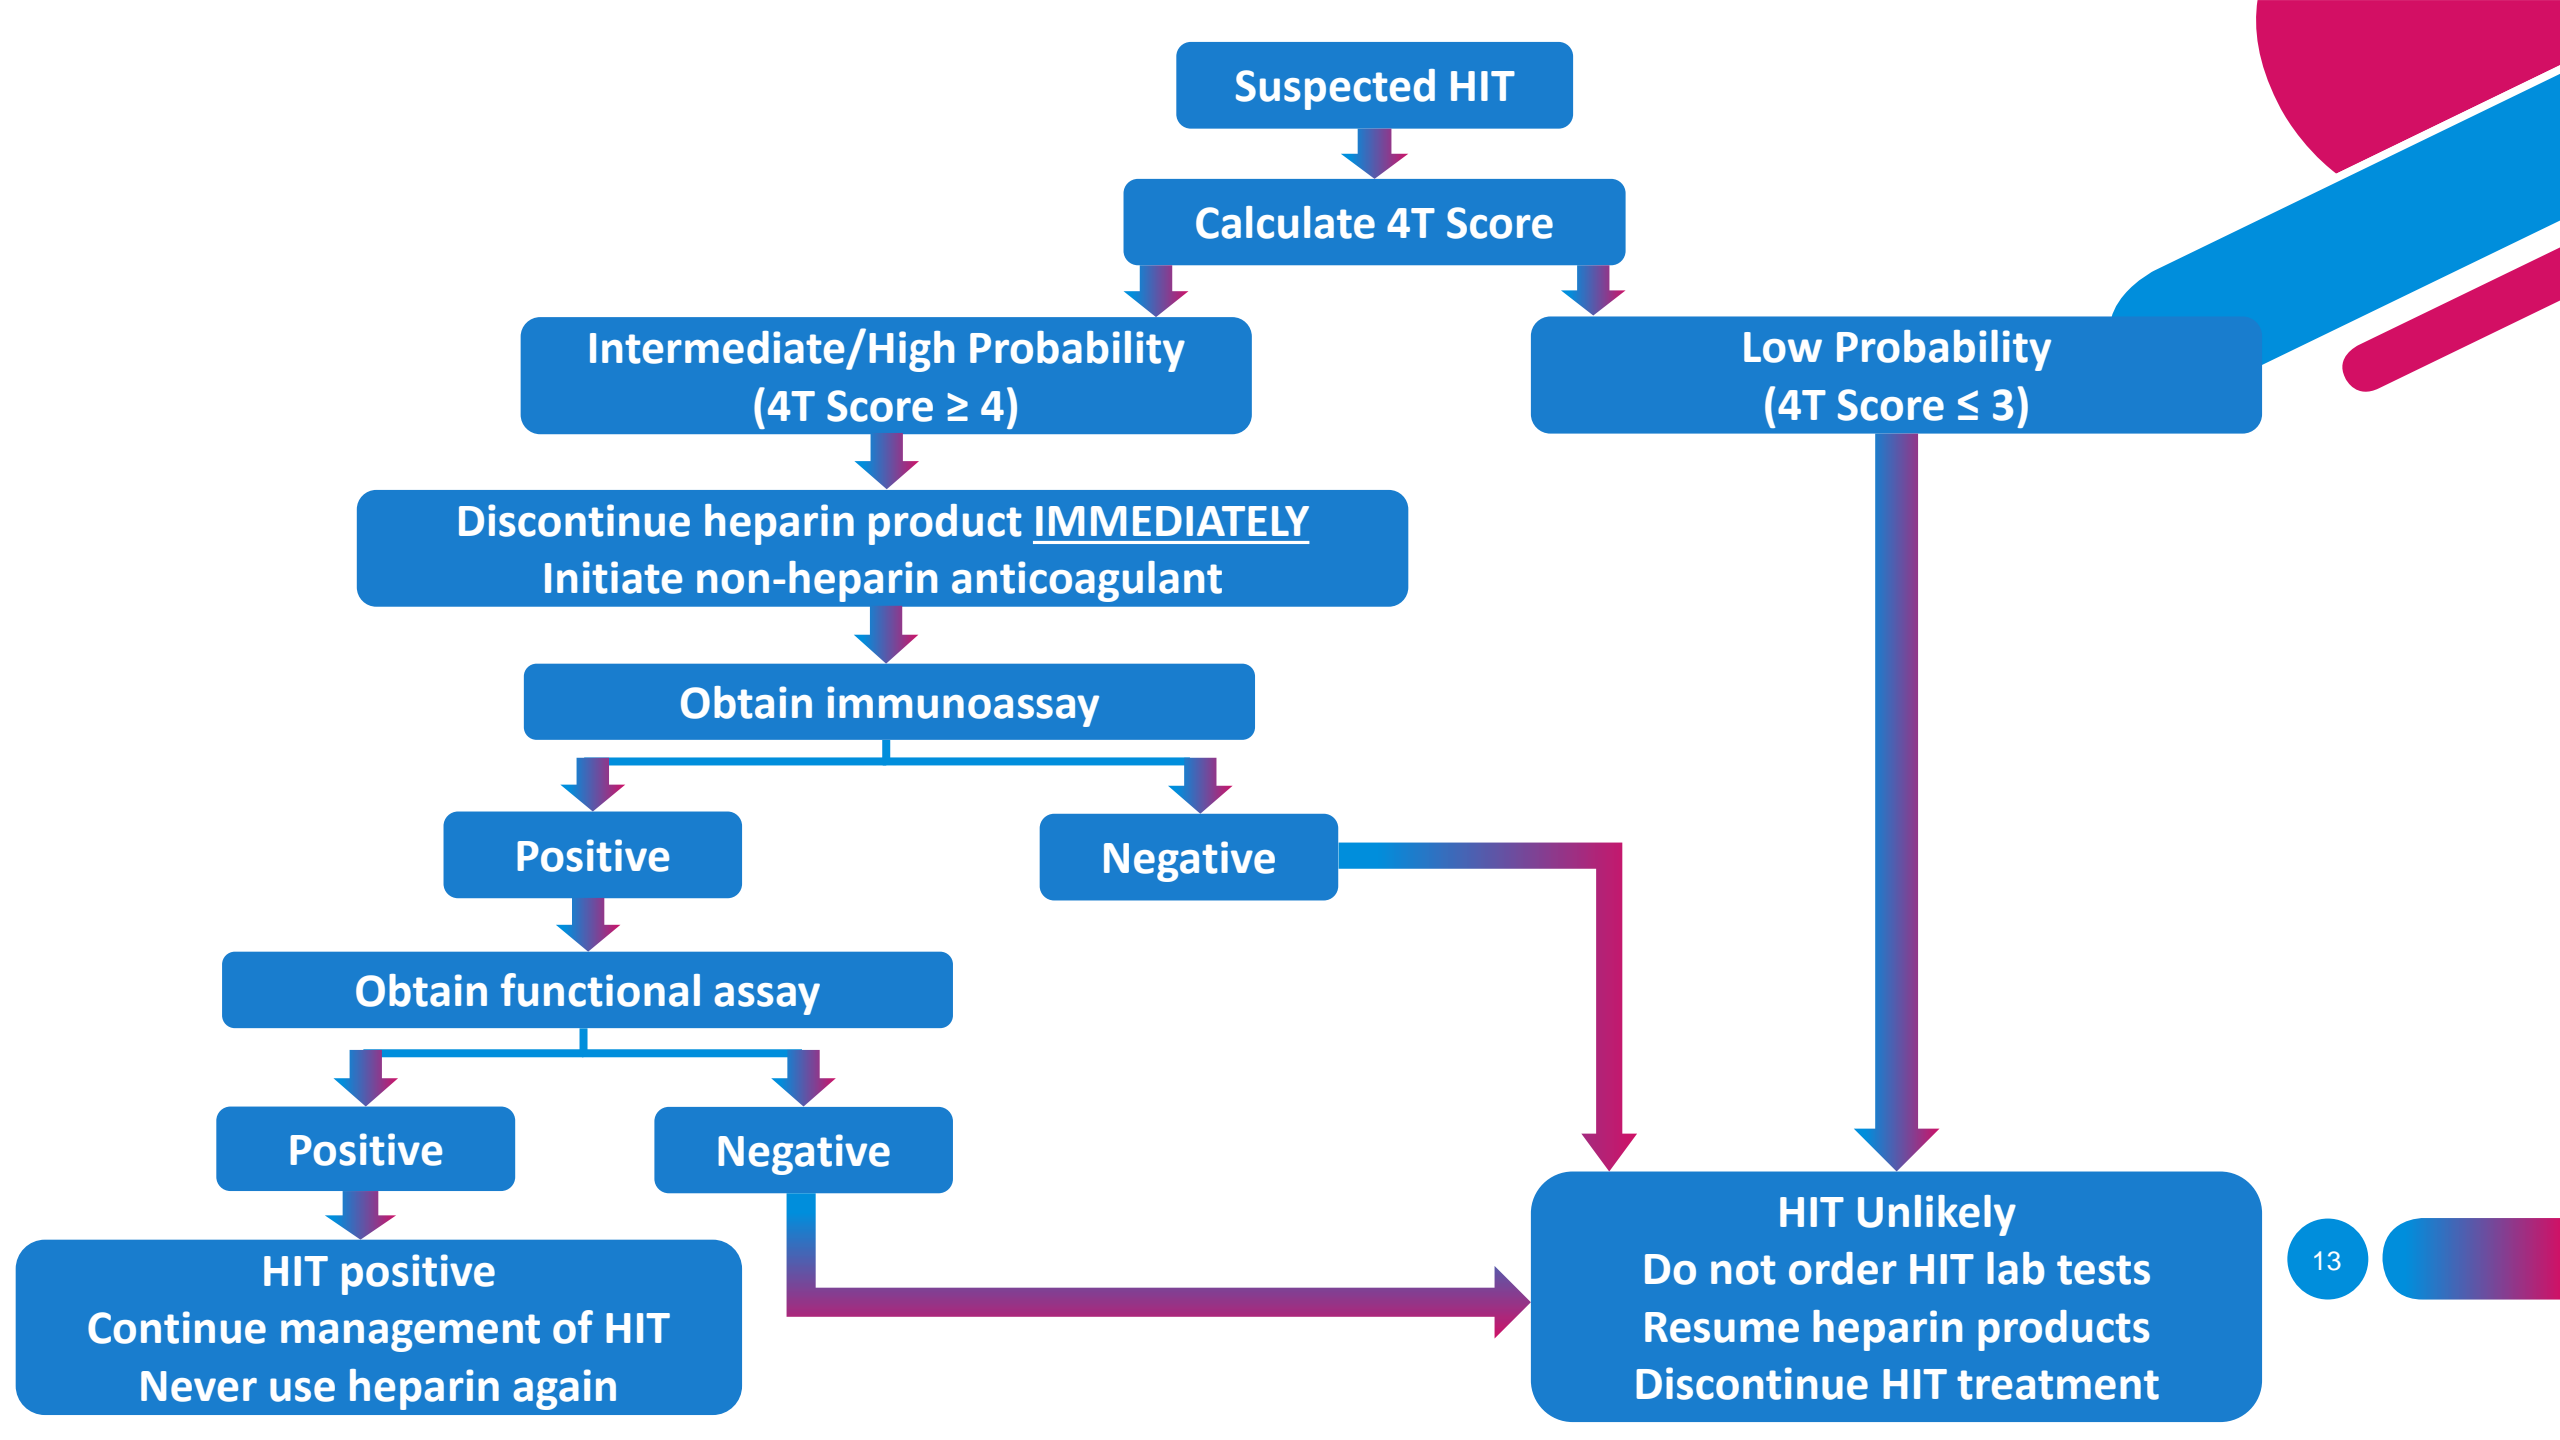 Suspected HIT
Calculate 4T Score
Intermediate/High Probability
(4T Score ≥ 4)
Low Probability
(4T Score ≤ 3)
Discontinue heparin product IMMEDIATELY
Initiate non-heparin anticoagulant
Obtain immunoassay
Positive
Negative
Obtain functional assay
Positive
Negative
HIT positive
Continue management of HIT
Never use heparin again
HIT Unlikely
Do not order HIT lab tests
Resume heparin products
Discontinue HIT treatment
13